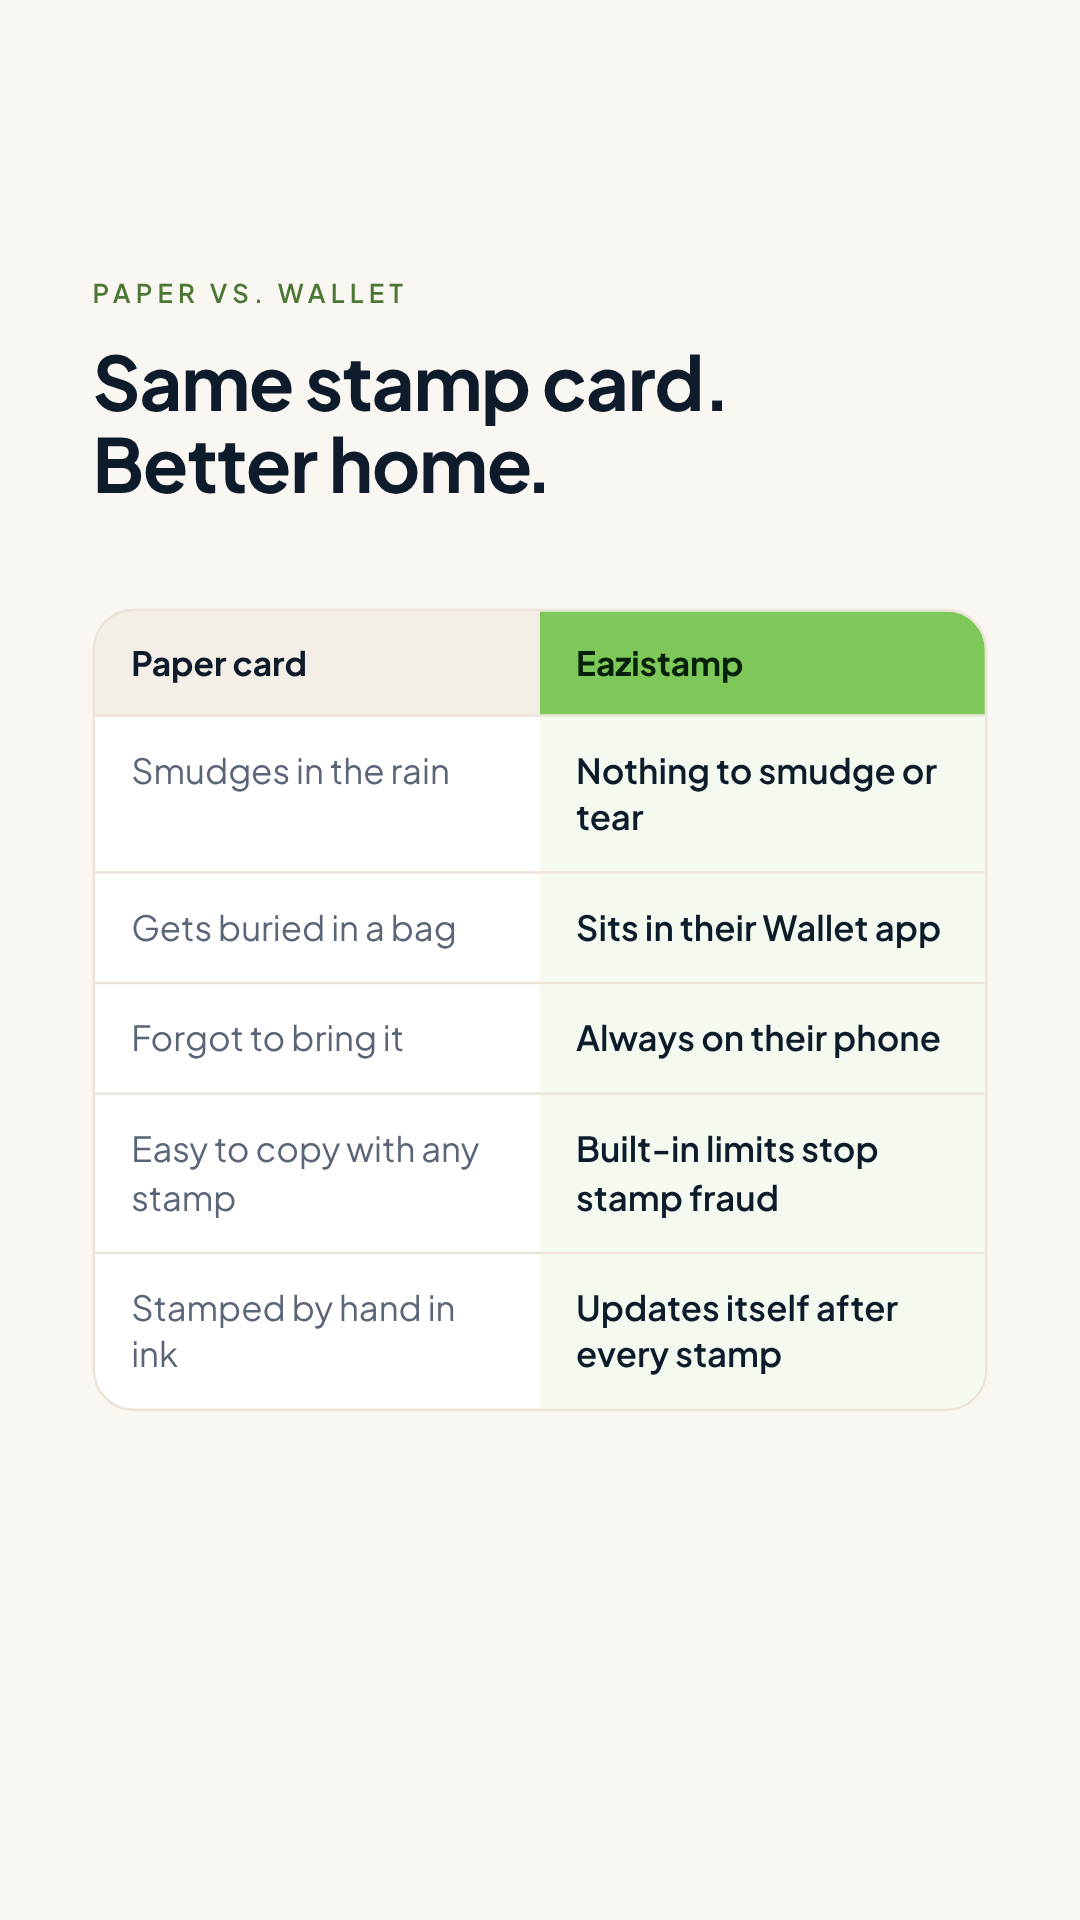 PAPER VS. WALLET
Same stamp card.
Better home.
Paper card
Eazistamp
Smudges in the rain
Nothing to smudge or
tear
Gets buried in a bag
Sits in their Wallet app
Forgot to bring it
Always on their phone
Easy to copy with any
stamp
Built-in limits stop
stamp fraud
Stamped by hand in
ink
Updates itself after
every stamp